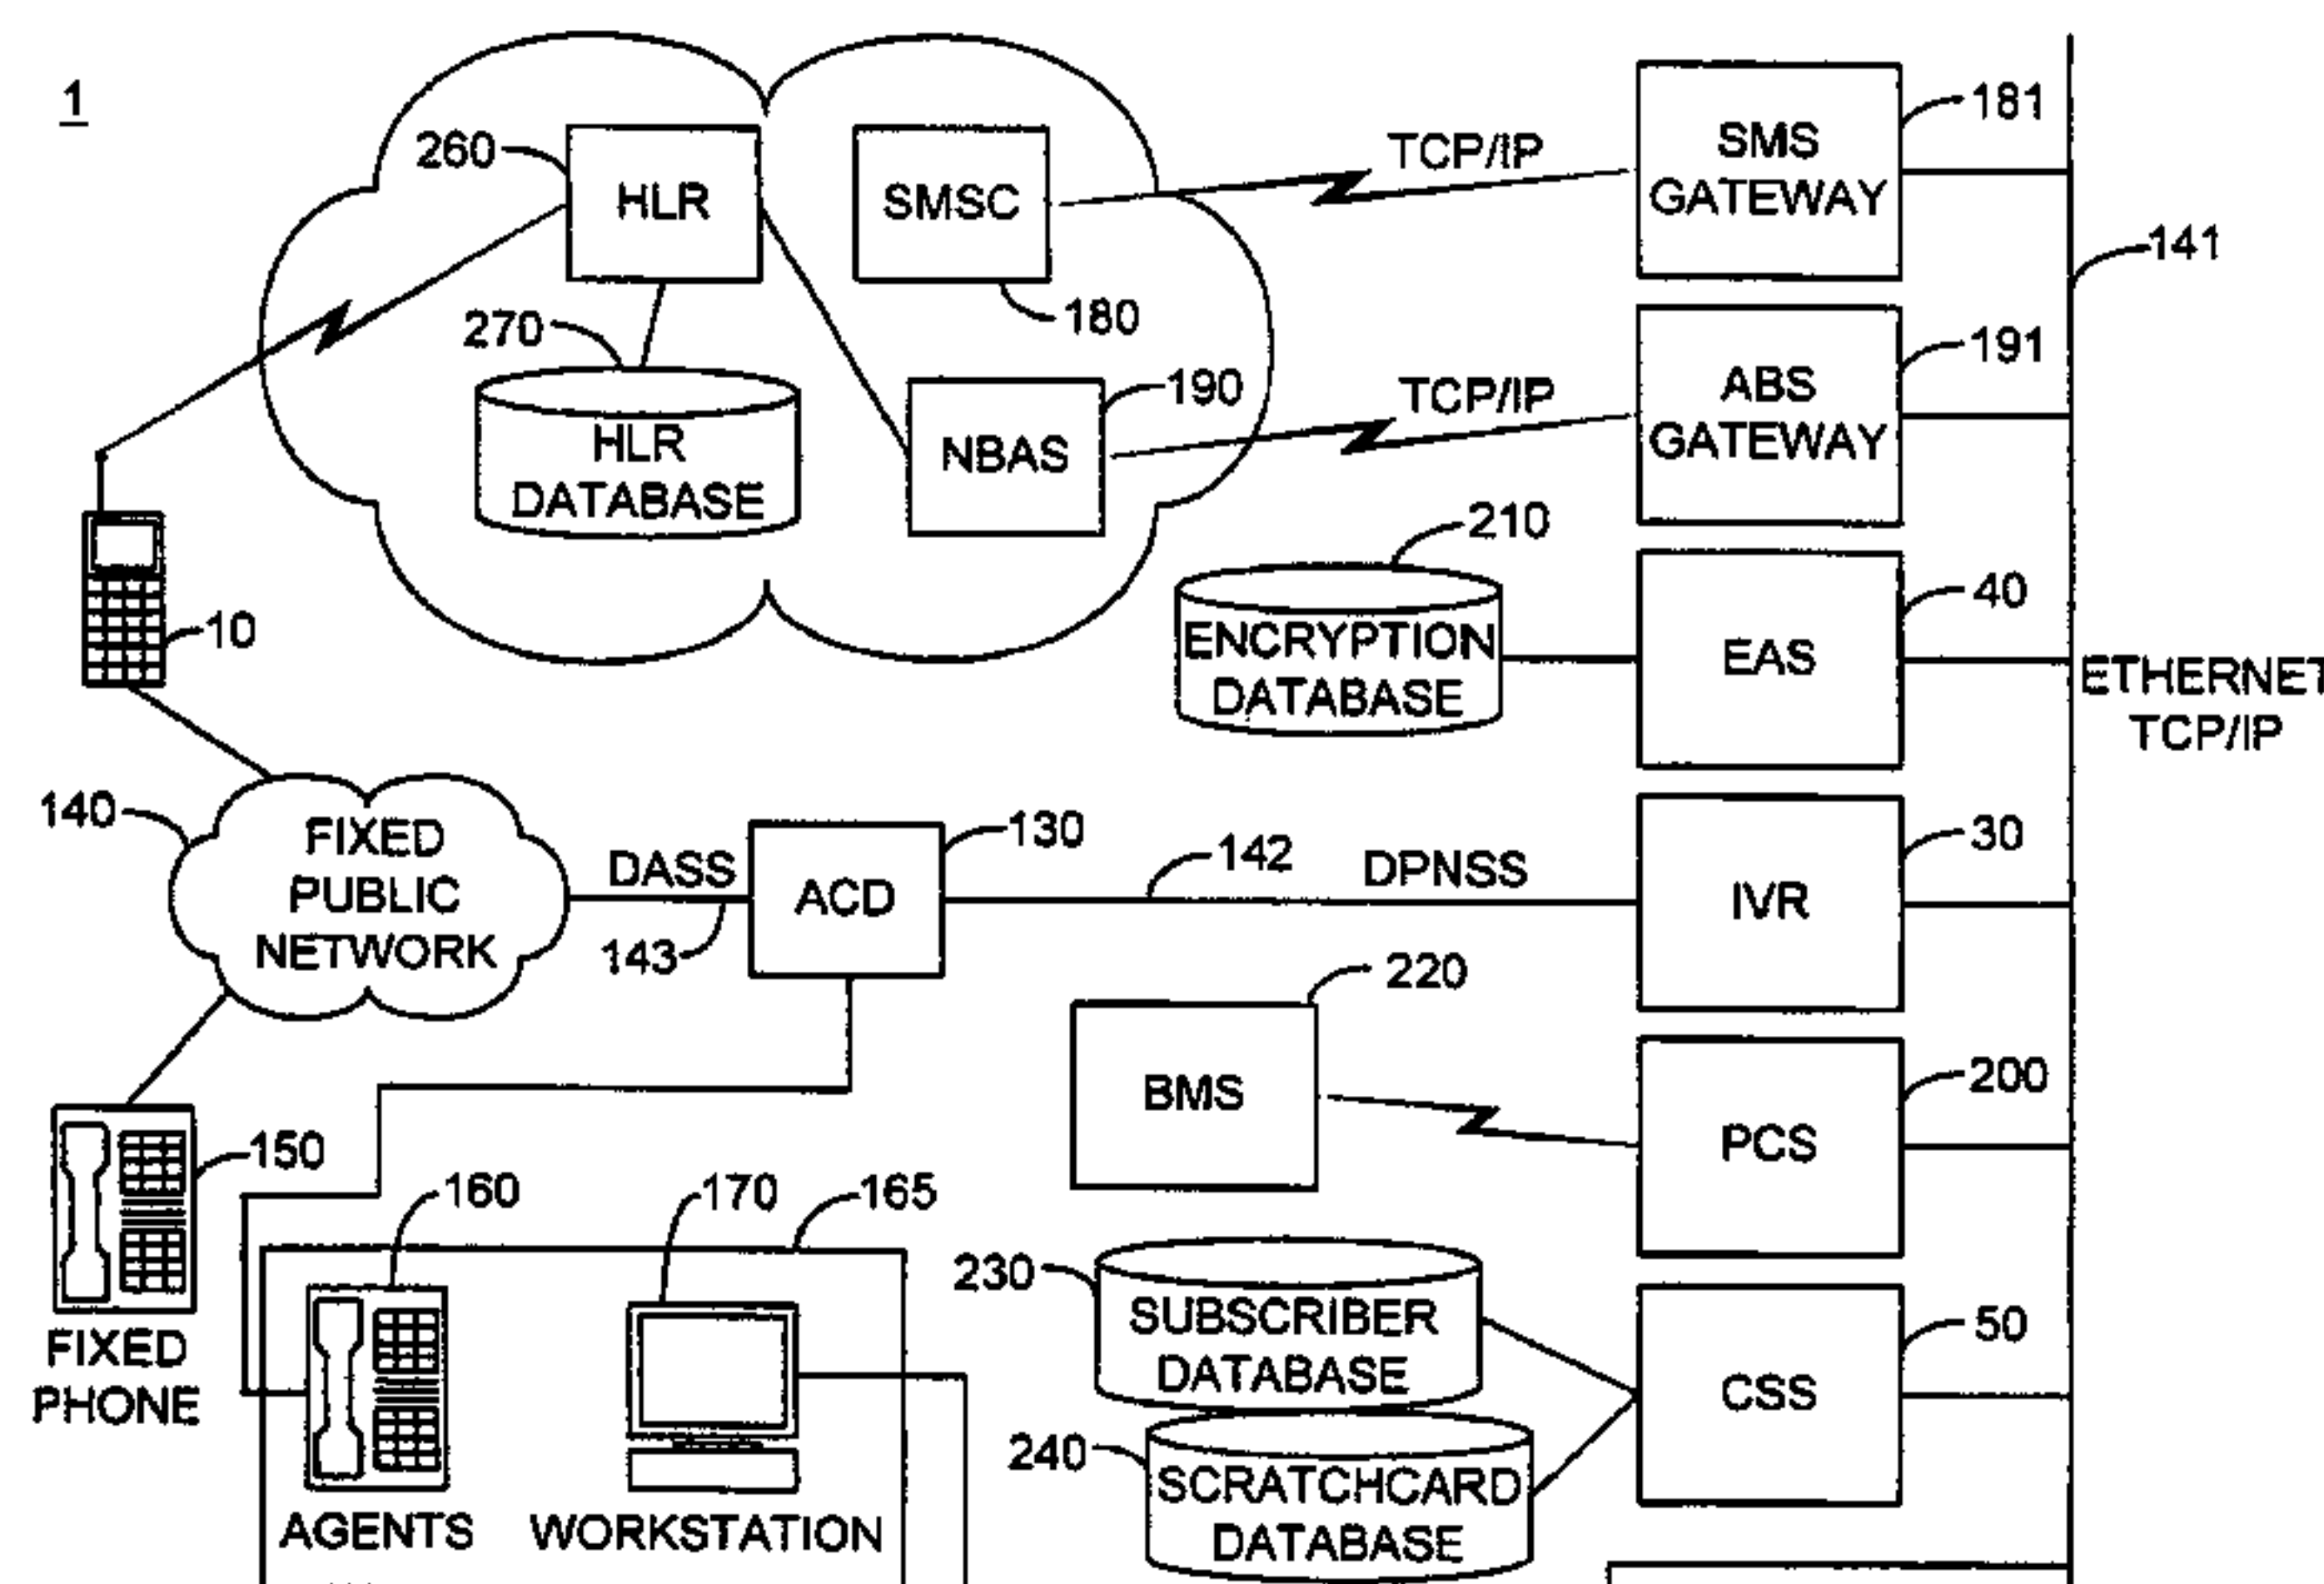 1
260
HLR
SMSC
TCP/IP
SMS
GATEWAY
181
141
270
180
HLR
DATABASE
190
NBAS
TCP/IP
ABS
GATEWAY
191
210
ENCRYPTION
DATABASE
EAS
40
ETHERNET
TCP/IP
10
140
FIXED
PUBLIC
NETWORK
DASS
143
130
ACD
142
DPNSS
IVR
30
220
BMS
PCS
200
150
FIXED
PHONE
160
170
165
230
SUBSCRIBER
DATABASE
240
SCRATCHCARD
DATABASE
CSS
50
AGENTS
WORKSTATION